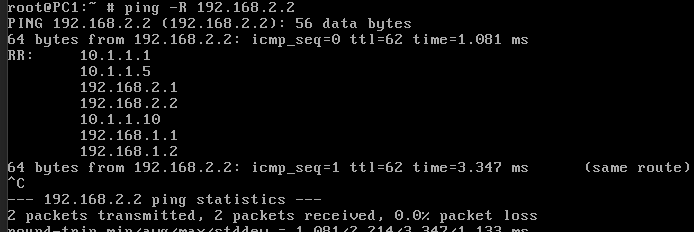 root@PC1:~ # ping -R 192.168.2.2
PING 192.168.2.2 (192.168.2.2): 56 data bytes
64 bytes from 192.168.2.2: icmp_seq=0 ttl=62 time=1.081 ms
RR: 10.1.1.1
10.1.1.5
192.168.2.1
192.168.2.2
10.1.1.10
192.168.1.1
192.168.1.2
64 bytes from 192.168.2.2: icmp_seq=1 ttl=62 time=3.347 ms (same route)
^C
--- 192.168.2.2 ping statistics ---
2 packets transmitted, 2 packets received, 0.0% packet loss
round-trip min/avg/max/stddev = 1.081/2.214/3.347/1.133 ms